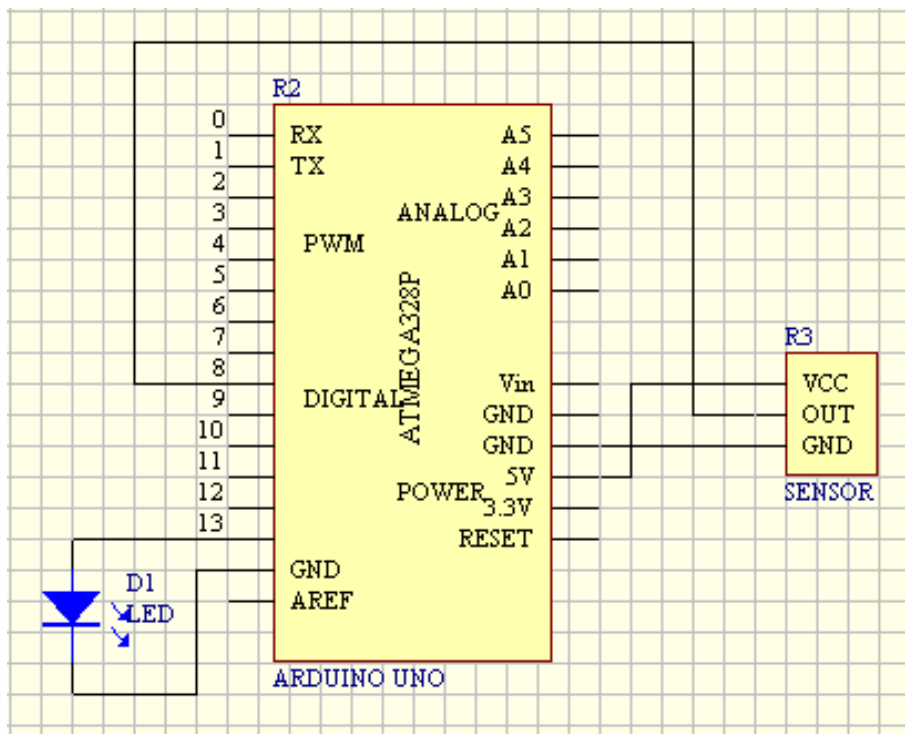 R2
0
1
2
3
4
5
6
7
8
9
10
11
12
13
RX
TX
PWM
DIGITAL
GND
AREF
ATMEGA328P
ANALOG
POWER
A5
A4
A3
A2
A1
A0
Vin
GND
GND
5V
3.3V
RESET
ARDUINO UNO
R3
VCC
OUT
GND
SENSOR
D1
LED